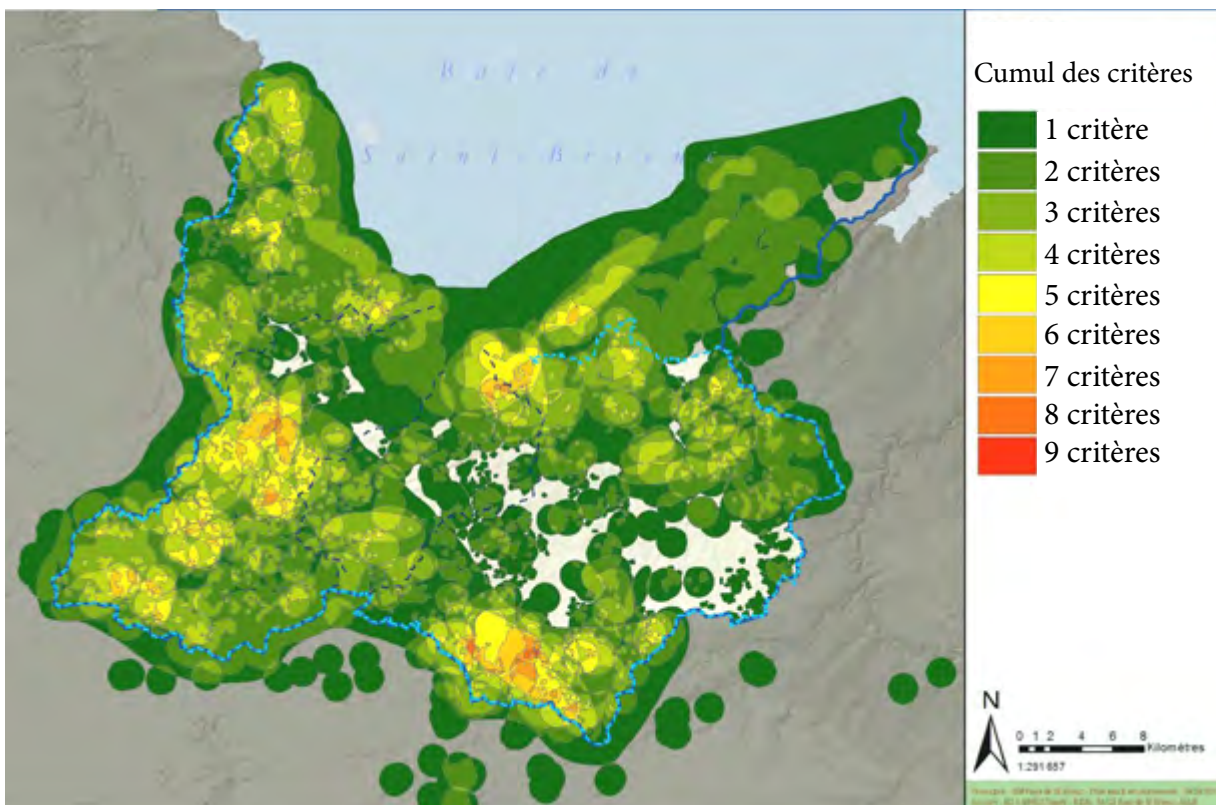 Baie de
Saint-Brieuc
Cumul des critères
1 critère
2 critères
3 critères
4 critères
5 critères
6 critères
7 critères
8 critères
9 critères
N
0 1 2 4 6 8
Kilomètres
1:291 657